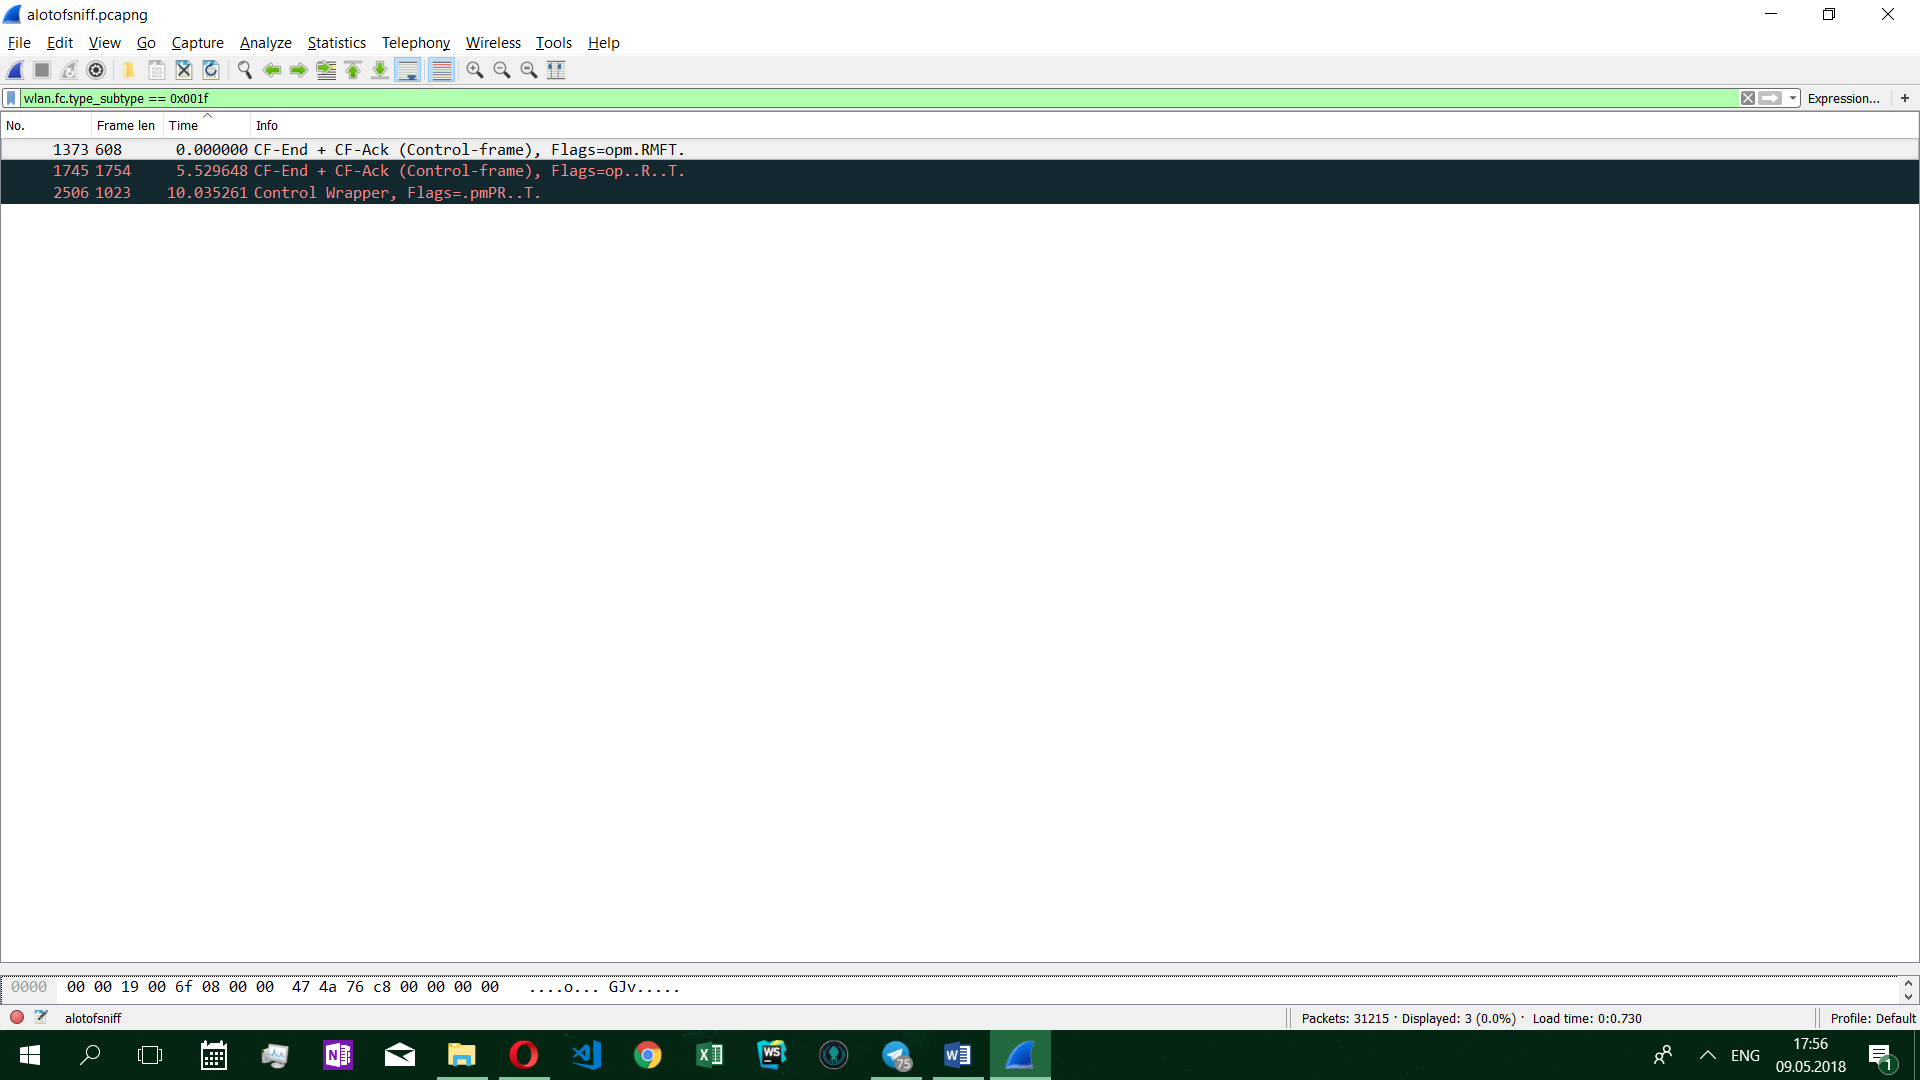 alotofsniff.pcapng
File Edit View Go Capture Analyze Statistics Telephony Wireless Tools Help
wlan.fc.type_subtype == 0x001f
Expression... +
No. Frame len Time Info
1373 608 0.000000 CF-End + CF-Ack (Control-frame), Flags=opm.RMFT.
1745 1754 5.529648 CF-End + CF-Ack (Control-frame), Flags=op..R..T.
2506 1023 10.035261 Control Wrapper, Flags=.pmPR..T.
0000 00 00 19 00 6f 08 00 00 47 4a 76 c8 00 00 00 00 ....o... GJv.....
alotofsniff Packets: 31215 · Displayed: 3 (0.0%) · Load time: 0:0.730 Profile: Default
N
WS
75
ENG
17:56
09.05.2018
1